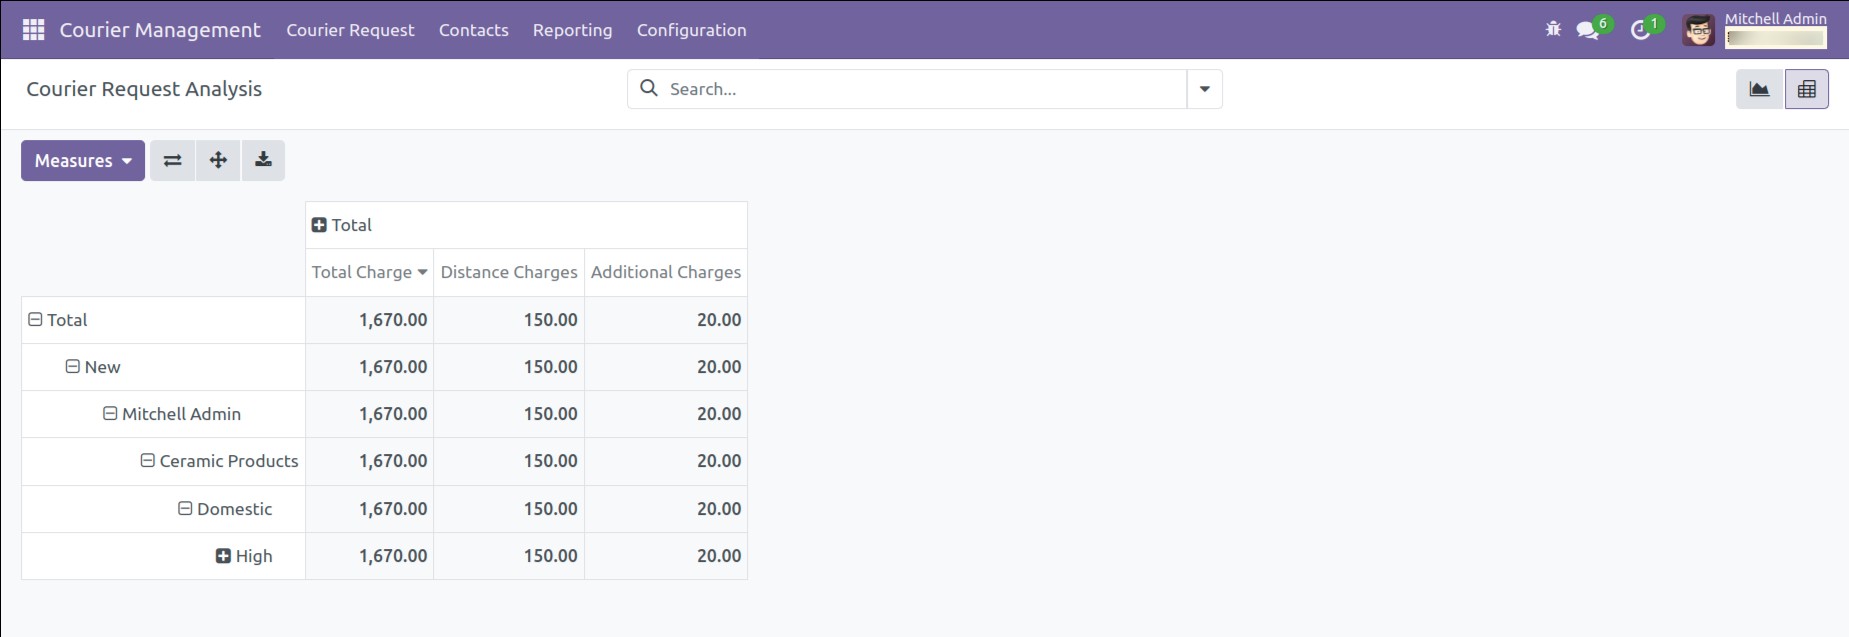 Courier Management Courier Request Contacts Reporting Configuration 6 1 Mitchell Admin
Courier Request Analysis Search...
Measures
Total
Total Charge Distance Charges Additional Charges
Total 1,670.00 150.00 20.00
New 1,670.00 150.00 20.00
Mitchell Admin 1,670.00 150.00 20.00
Ceramic Products 1,670.00 150.00 20.00
Domestic 1,670.00 150.00 20.00
High 1,670.00 150.00 20.00